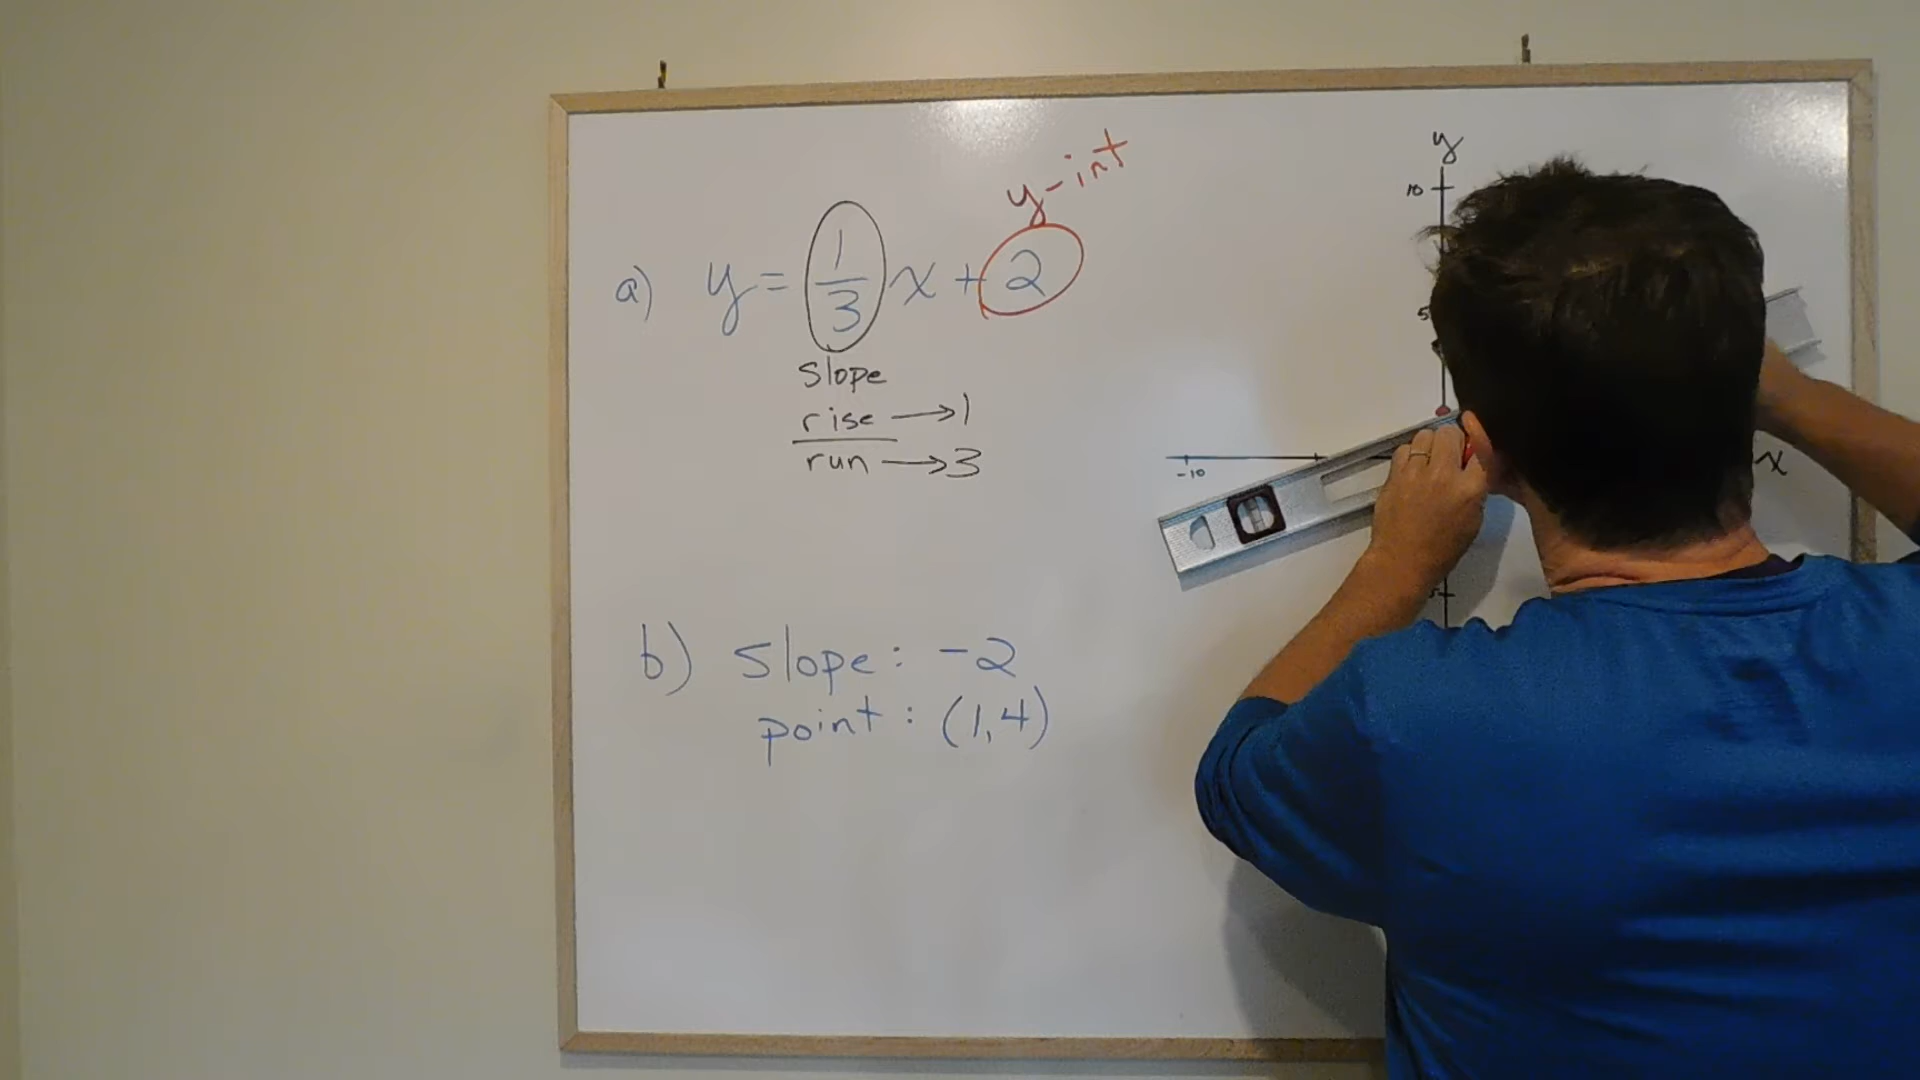 y-int
a) y = 1/3 x + 2
slope
rise → 1
run → 3
b) slope: -2
point: (1,4)
y
10
5
-10
x